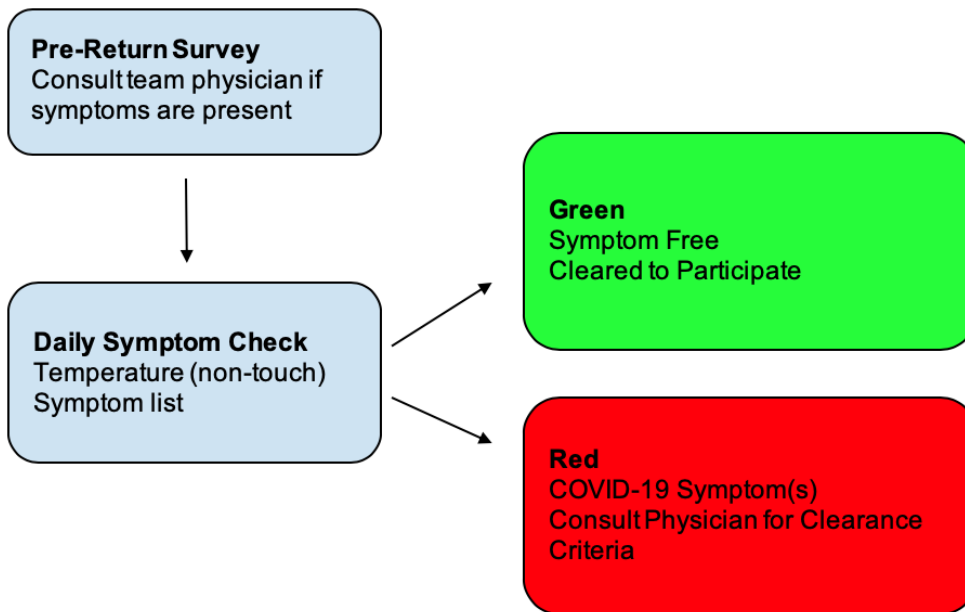 Pre-Return Survey
Consult team physician if
symptoms are present
Daily Symptom Check
Temperature (non-touch)
Symptom list
Green
Symptom Free
Cleared to Participate
Red
COVID-19 Symptom(s)
Consult Physician for Clearance
Criteria